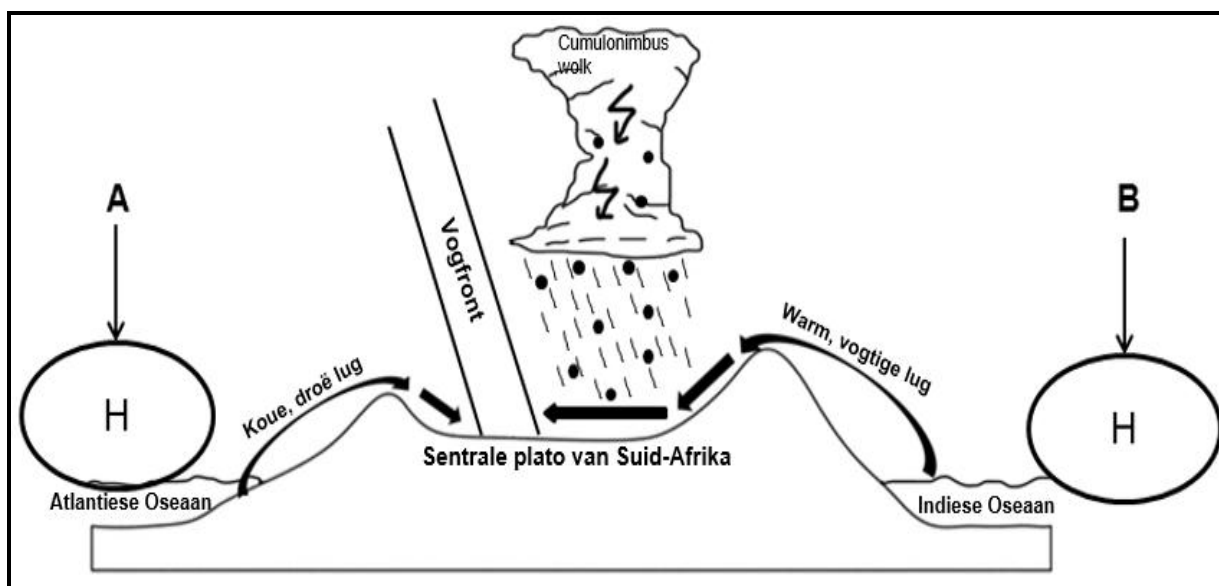 Cumulonimbus
wolk
A
B
Vogfront
Koue, droë lug
Warm, vogtige lug
H
H
Sentrale plato van Suid-Afrika
Atlantiese Oseaan
Indiese Oseaan